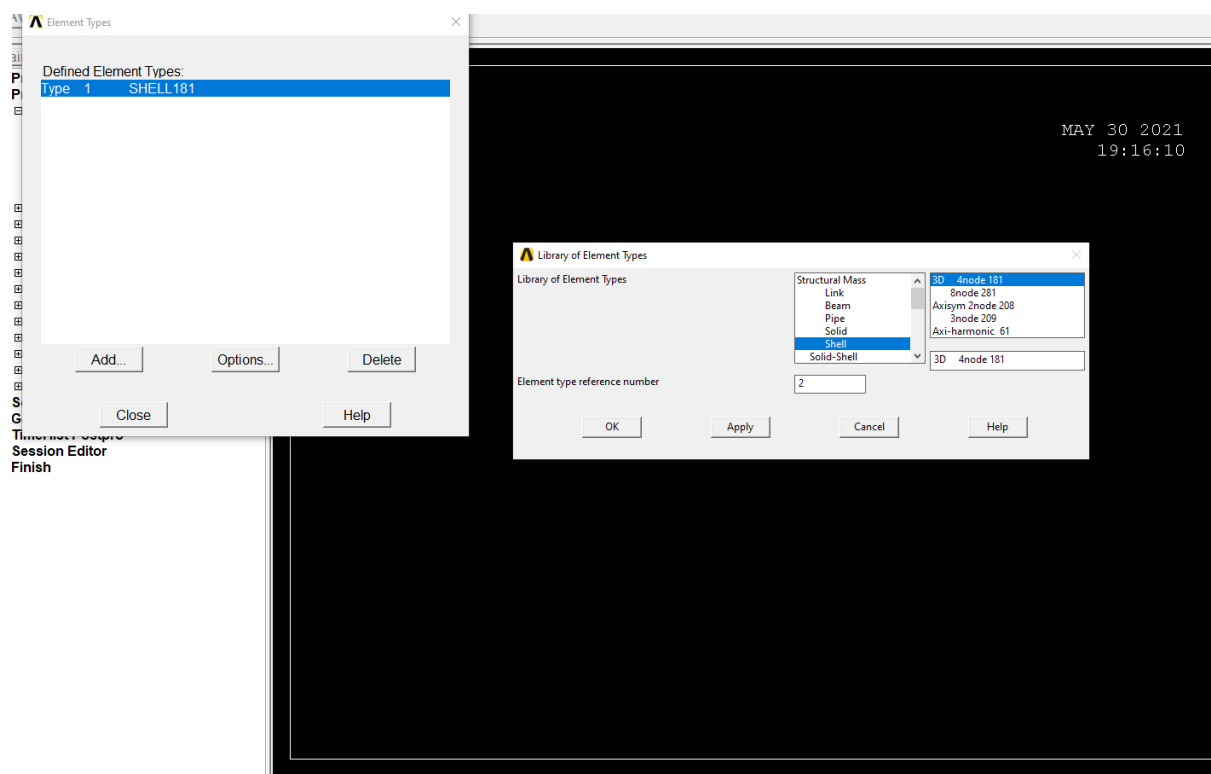 Element Types
Defined Element Types:
Type 1 SHELL181
Add...
Options...
Delete
Close
Help
Session Editor
Finish
MAY 30 2021
19:16:10
Library of Element Types
Library of Element Types
Structural Mass
Link
Beam
Pipe
Solid
Shell
Solid-Shell
3D 4node 181
8node 281
Axisym 2node 208
3node 209
Axi-harmonic 61
3D 4node 181
Element type reference number
2
OK
Apply
Cancel
Help